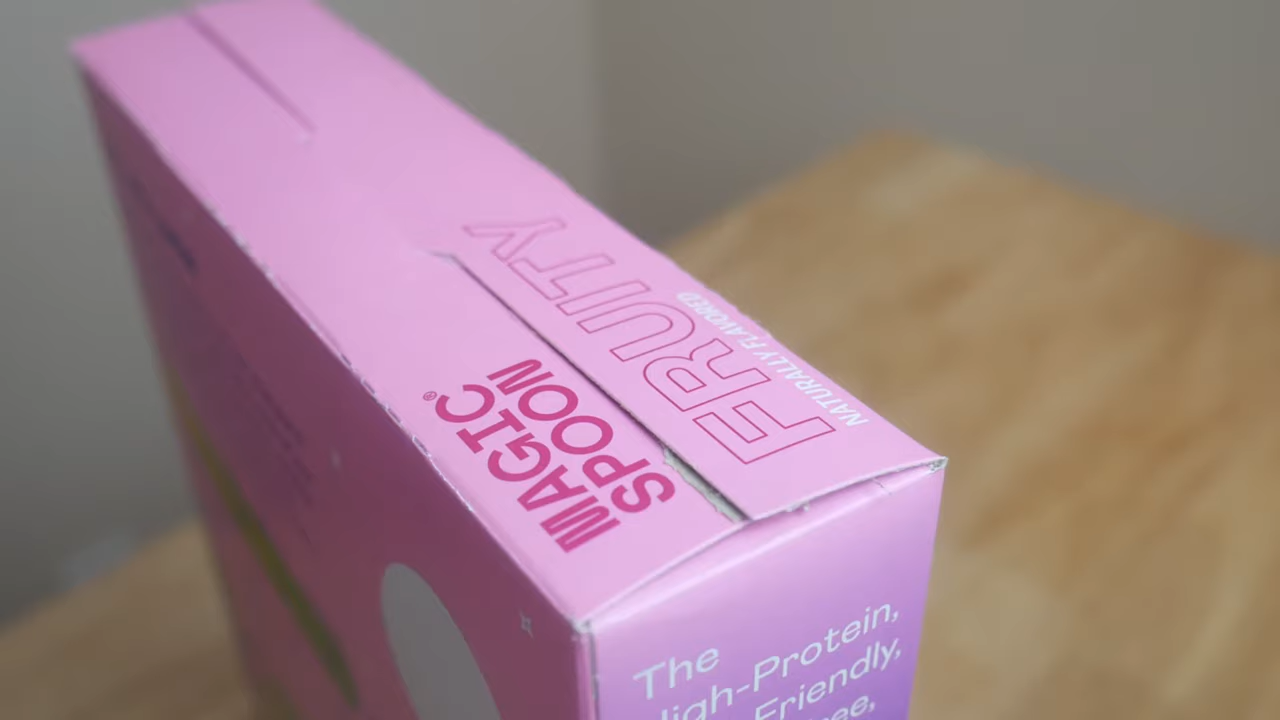 MAGIC®
SPOON
FRUITY
NATURALLY FLAVORED
The
High-Protein,
Friendly,